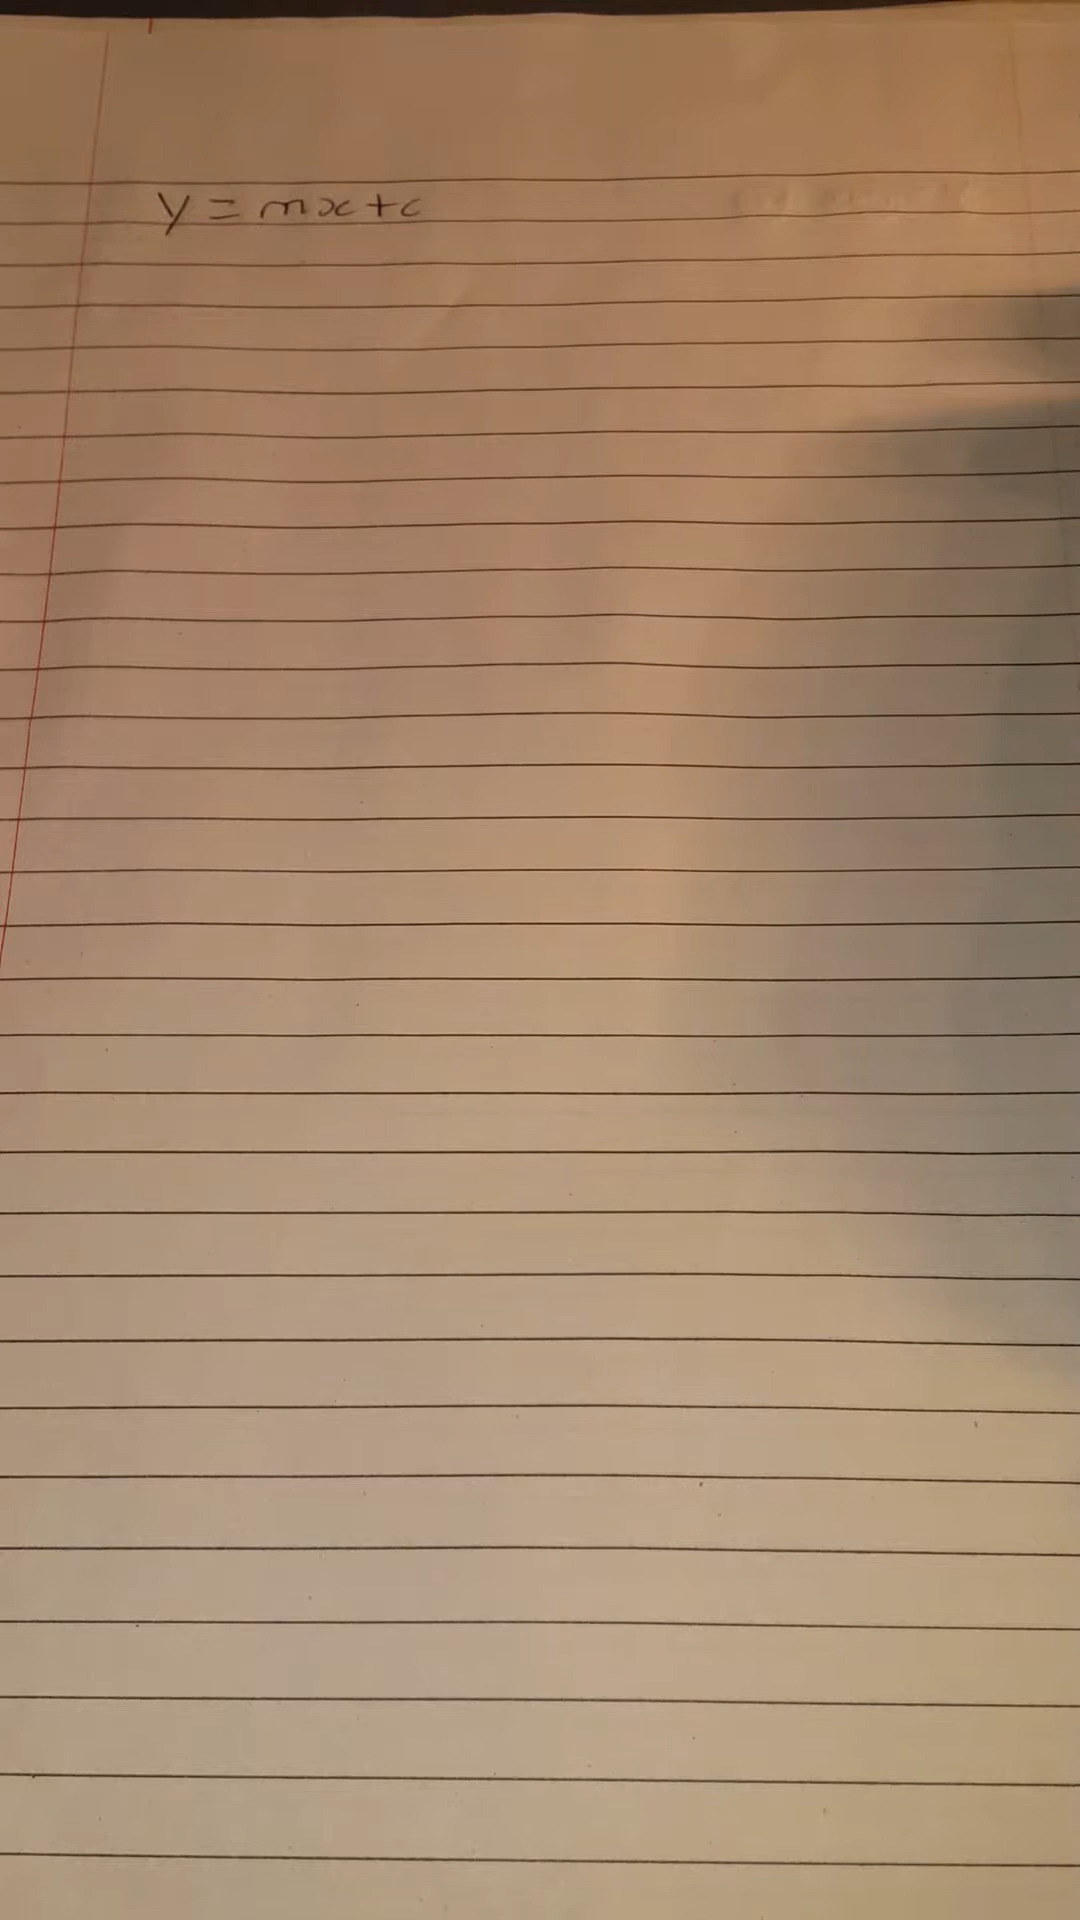 y = mx+c